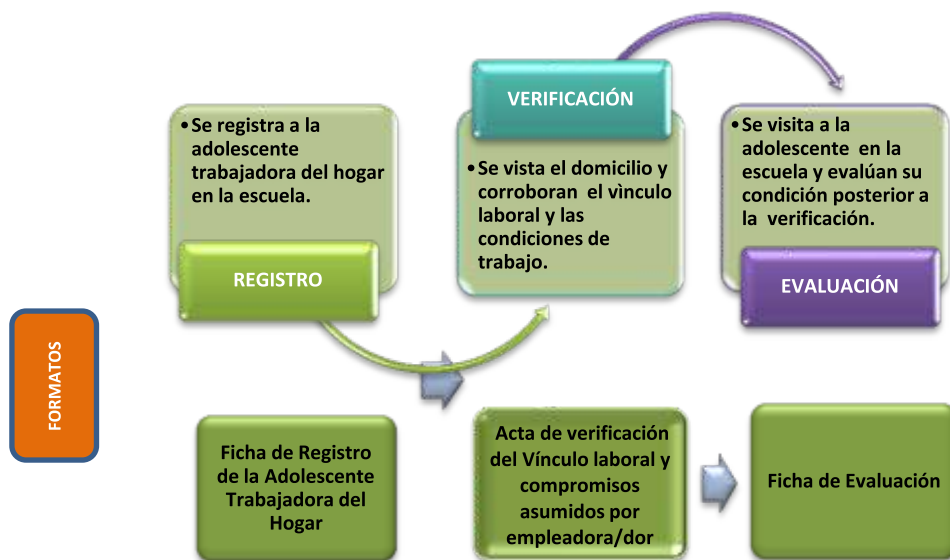 • Se registra a la
adolescente
trabajadora del hogar
en la escuela.
REGISTRO
VERIFICACIÓN
• Se vista el domicilio y
corroboran el vìnculo
laboral y las
condiciones de
trabajo.
• Se visita a la
adolescente en la
escuela y evalúan su
condición posterior a
la verificación.
EVALUACIÓN
FORMATOS
Ficha de Registro
de la Adolescente
Trabajadora del
Hogar
Acta de verificación
del Vínculo laboral y
compromisos
asumidos por
empleadora/dor
Ficha de Evaluación